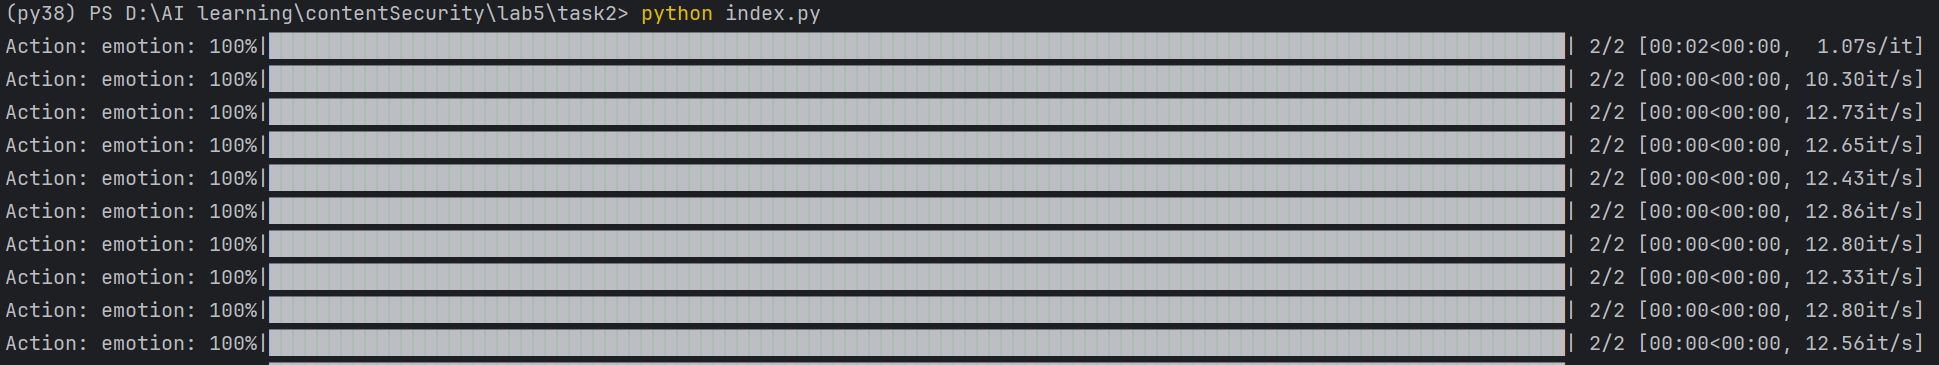 (py38) PS D:\AI learning\contentSecurity\lab5\task2> python index.py
Action: emotion: 100%|██████████| 2/2 [00:02<00:00,  1.07s/it]
Action: emotion: 100%|██████████| 2/2 [00:00<00:00, 10.30it/s]
Action: emotion: 100%|██████████| 2/2 [00:00<00:00, 12.73it/s]
Action: emotion: 100%|██████████| 2/2 [00:00<00:00, 12.65it/s]
Action: emotion: 100%|██████████| 2/2 [00:00<00:00, 12.43it/s]
Action: emotion: 100%|██████████| 2/2 [00:00<00:00, 12.86it/s]
Action: emotion: 100%|██████████| 2/2 [00:00<00:00, 12.80it/s]
Action: emotion: 100%|██████████| 2/2 [00:00<00:00, 12.33it/s]
Action: emotion: 100%|██████████| 2/2 [00:00<00:00, 12.80it/s]
Action: emotion: 100%|██████████| 2/2 [00:00<00:00, 12.56it/s]